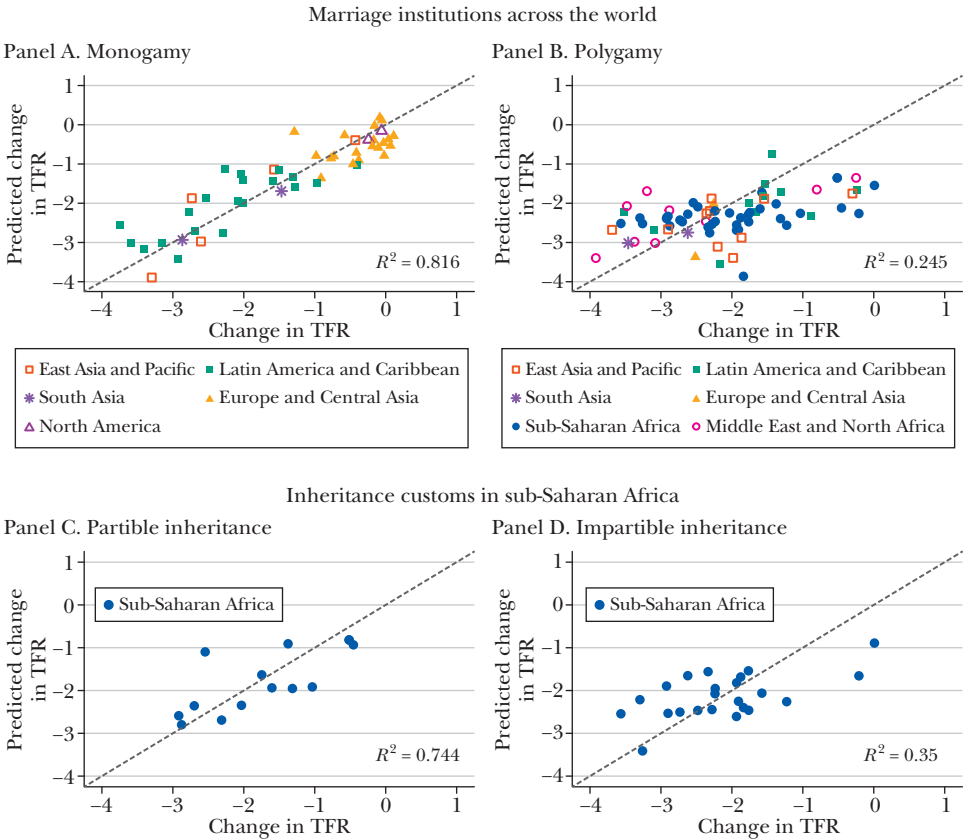 Marriage institutions across the world
Panel A. Monogamy
Predicted change
in TFR
1
0
−1
−2
−3
−4
R² = 0.816
−4 −3 −2 −1 0 1
Change in TFR
East Asia and Pacific
Latin America and Caribbean
South Asia
Europe and Central Asia
North America
Panel B. Polygamy
Predicted change
in TFR
1
0
−1
−2
−3
−4
R² = 0.245
−4 −3 −2 −1 0 1
Change in TFR
East Asia and Pacific
Latin America and Caribbean
South Asia
Europe and Central Asia
Sub-Saharan Africa
Middle East and North Africa
Inheritance customs in sub-Saharan Africa
Panel C. Partible inheritance
Predicted change
in TFR
1
0
−1
−2
−3
−4
Sub-Saharan Africa
R² = 0.744
−4 −3 −2 −1 0 1
Change in TFR
Panel D. Impartible inheritance
Predicted change
in TFR
1
0
−1
−2
−3
−4
Sub-Saharan Africa
R² = 0.35
−4 −3 −2 −1 0 1
Change in TFR